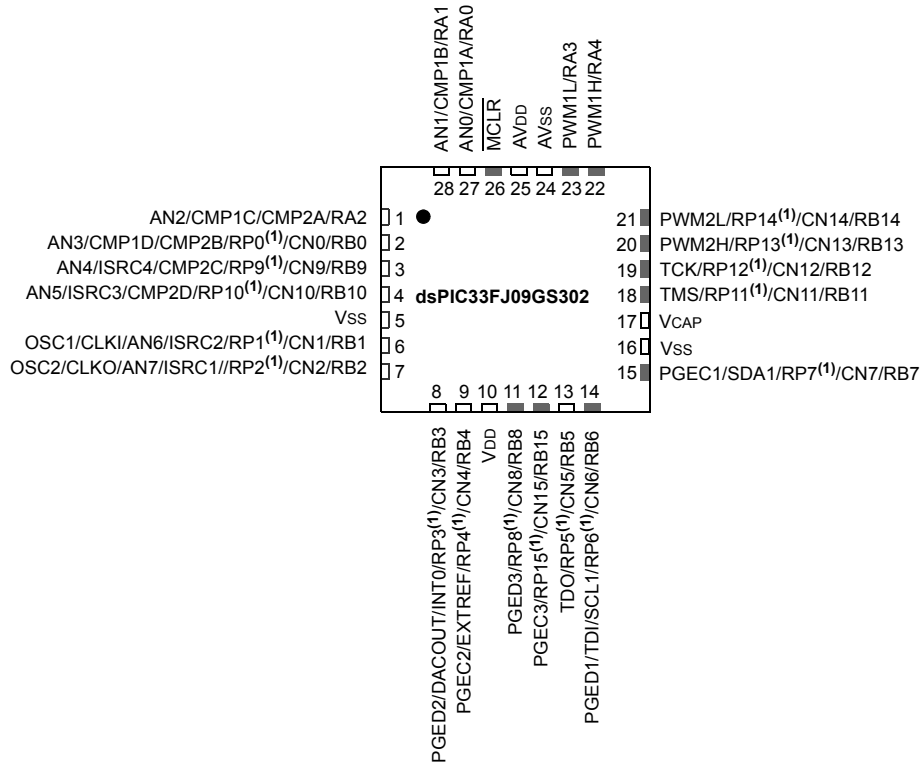 AN1/CMP1B/RA1
AN0/CMP1A/RA0
MCLR
AVDD
AVSS
PWM1L/RA3
PWM1H/RA4
28 27 26 25 24 23 22
AN2/CMP1C/CMP2A/RA2 1
AN3/CMP1D/CMP2B/RP0(1)/CN0/RB0 2
AN4/ISRC4/CMP2C/RP9(1)/CN9/RB9 3
AN5/ISRC3/CMP2D/RP10(1)/CN10/RB10 4
VSS 5
OSC1/CLKI/AN6/ISRC2/RP1(1)/CN1/RB1 6
OSC2/CLKO/AN7/ISRC1//RP2(1)/CN2/RB2 7
dsPIC33FJ09GS302
21 PWM2L/RP14(1)/CN14/RB14
20 PWM2H/RP13(1)/CN13/RB13
19 TCK/RP12(1)/CN12/RB12
18 TMS/RP11(1)/CN11/RB11
17 VCAP
16 VSS
15 PGEC1/SDA1/RP7(1)/CN7/RB7
8 9 10 11 12 13 14
PGED2/DACOUT/INT0/RP3(1)/CN3/RB3
PGEC2/EXTREF/RP4(1)/CN4/RB4
VDD
PGED3/RP8(1)/CN8/RB8
PGEC3/RP15(1)/CN15/RB15
TDO/RP5(1)/CN5/RB5
PGED1/TDI/SCL1/RP6(1)/CN6/RB6